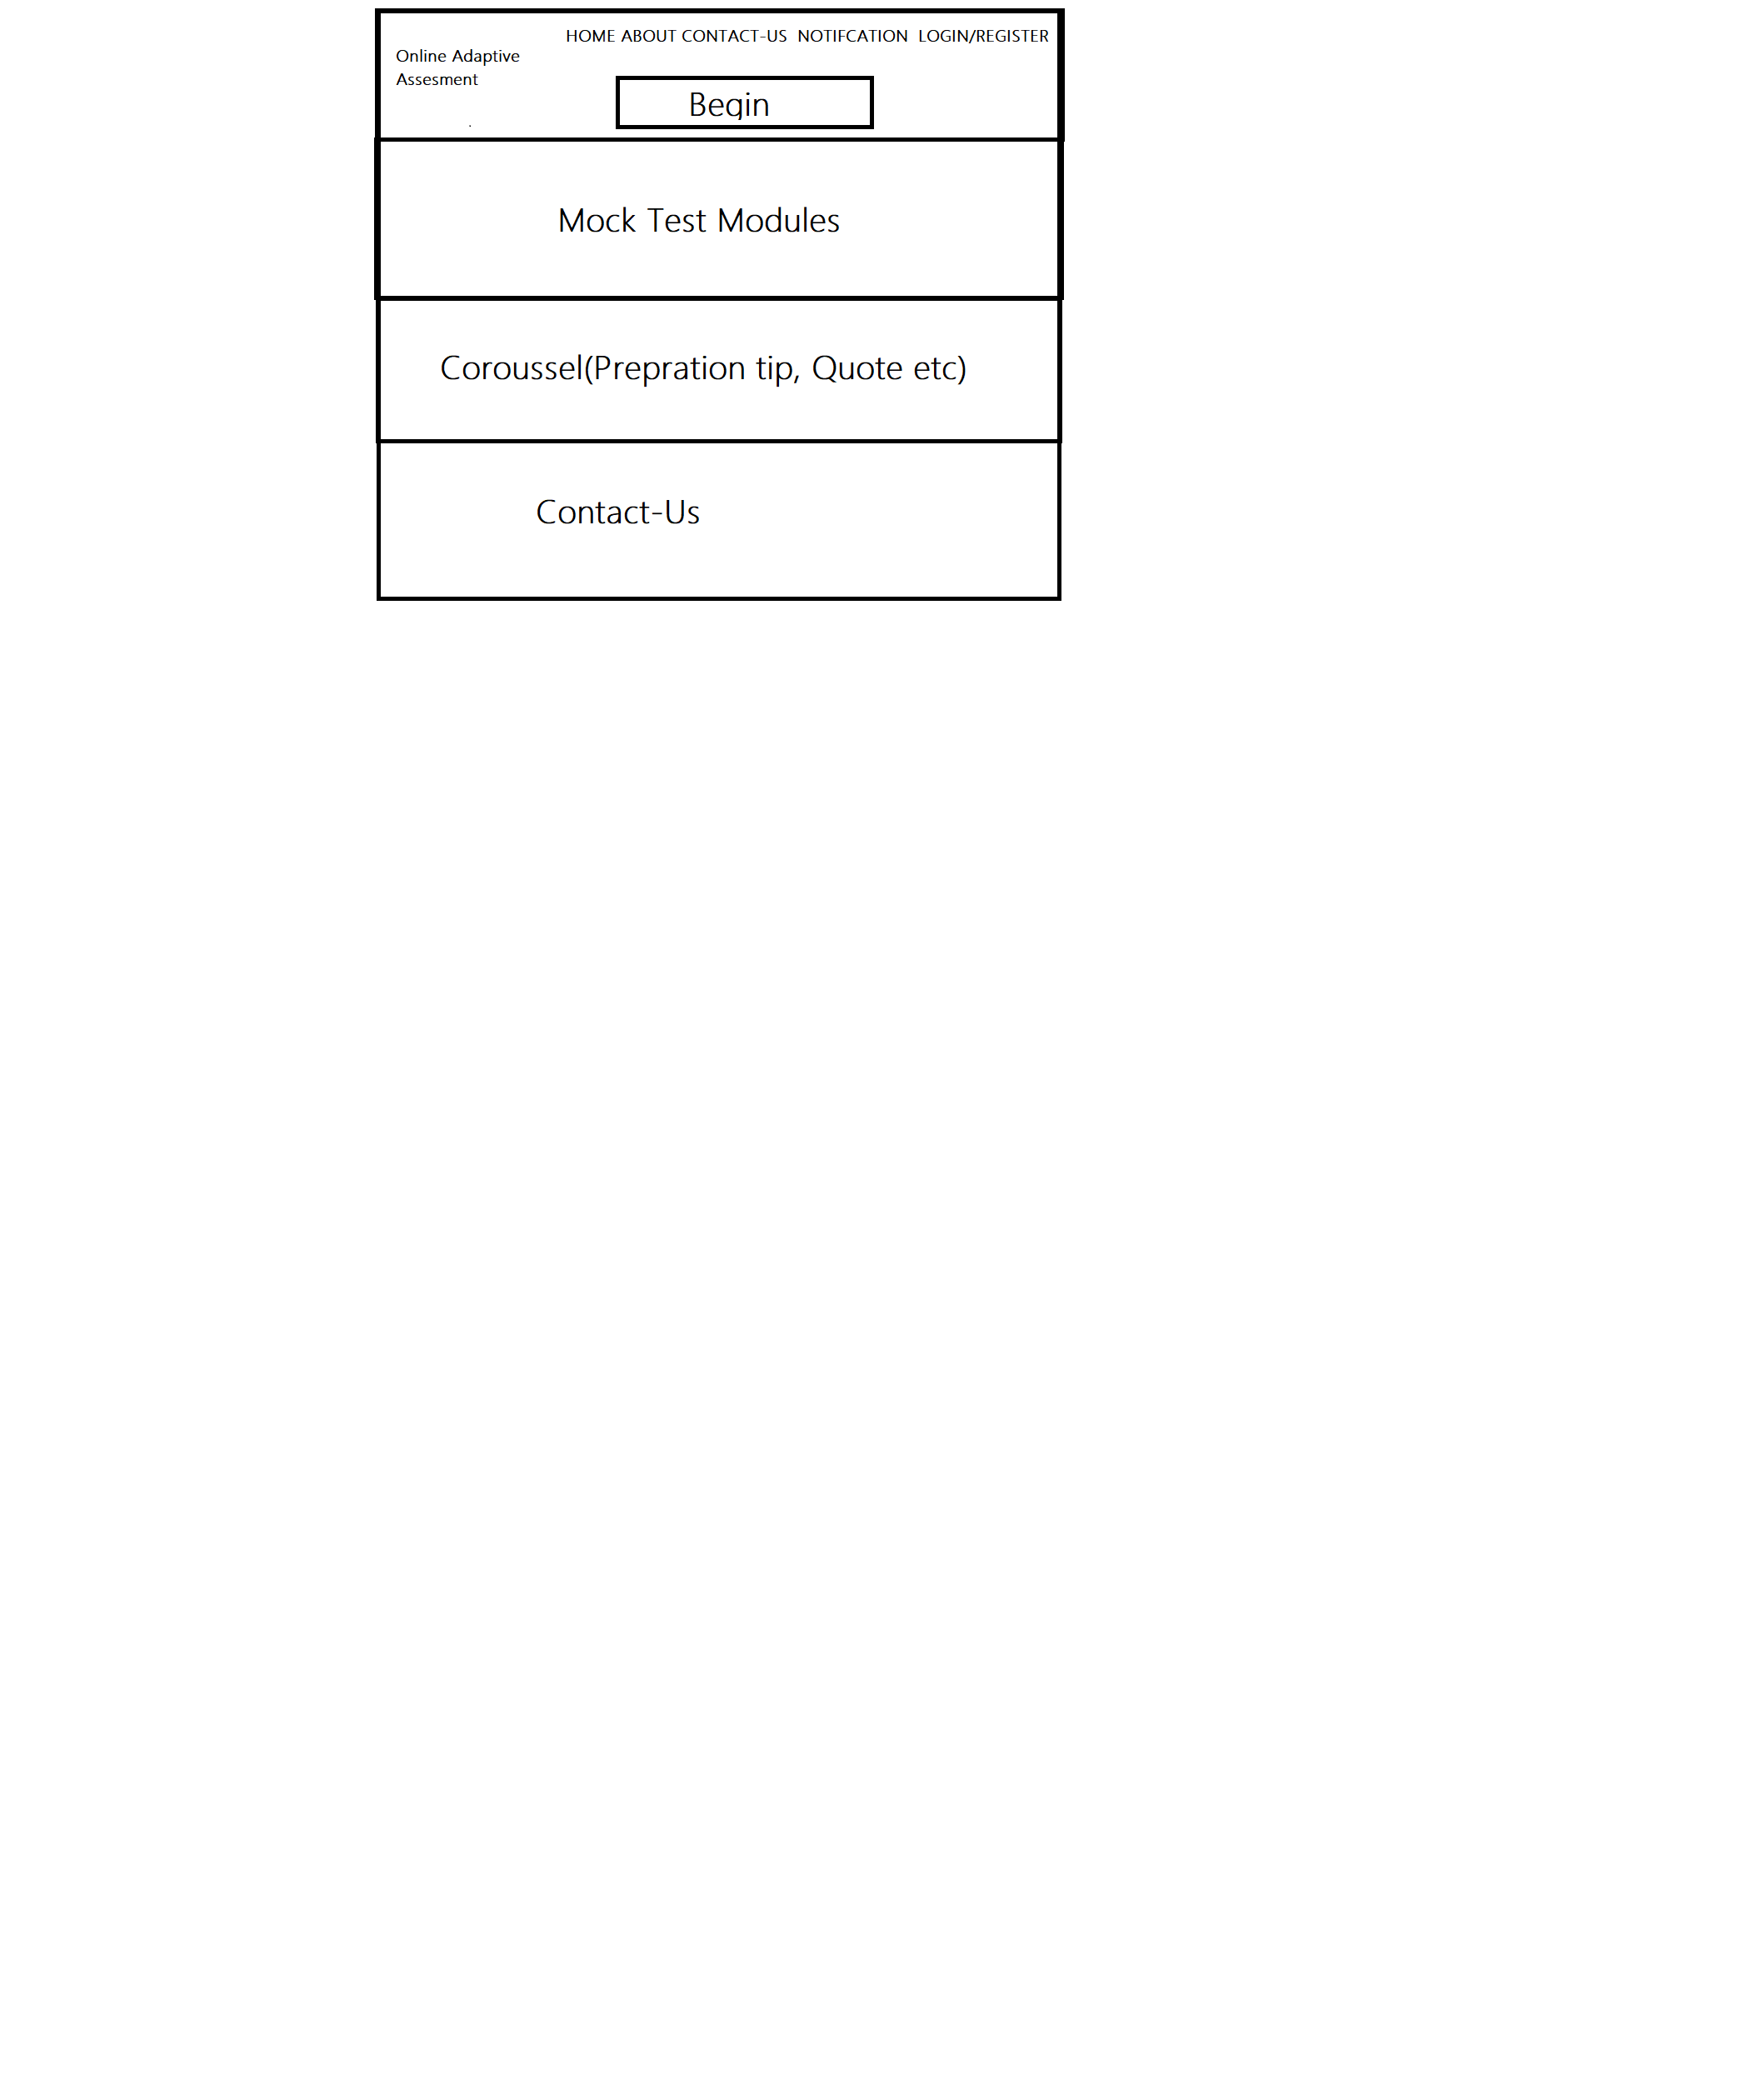 HOME ABOUT CONTACT-US  NOTIFCATION  LOGIN/REGISTER
Online Adaptive
Assesment
Begin
Mock Test Modules
Coroussel(Prepration tip, Quote etc)
Contact-Us